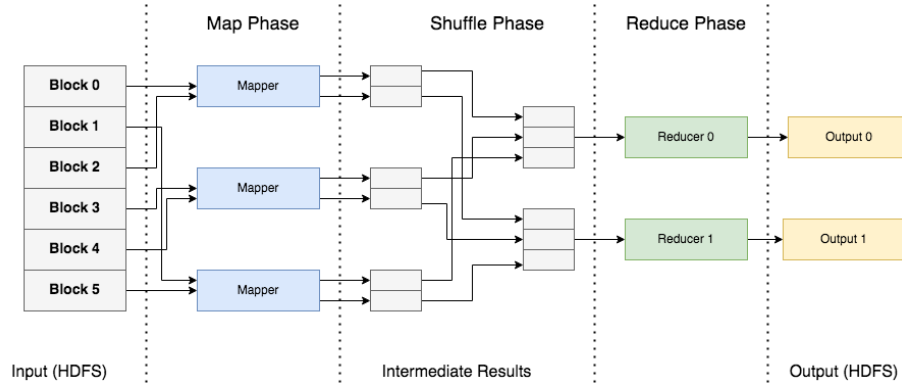 Map Phase
Shuffle Phase
Reduce Phase
Block 0
Block 1
Block 2
Block 3
Block 4
Block 5
Mapper
Mapper
Mapper
Reducer 0
Reducer 1
Output 0
Output 1
Input (HDFS)
Intermediate Results
Output (HDFS)